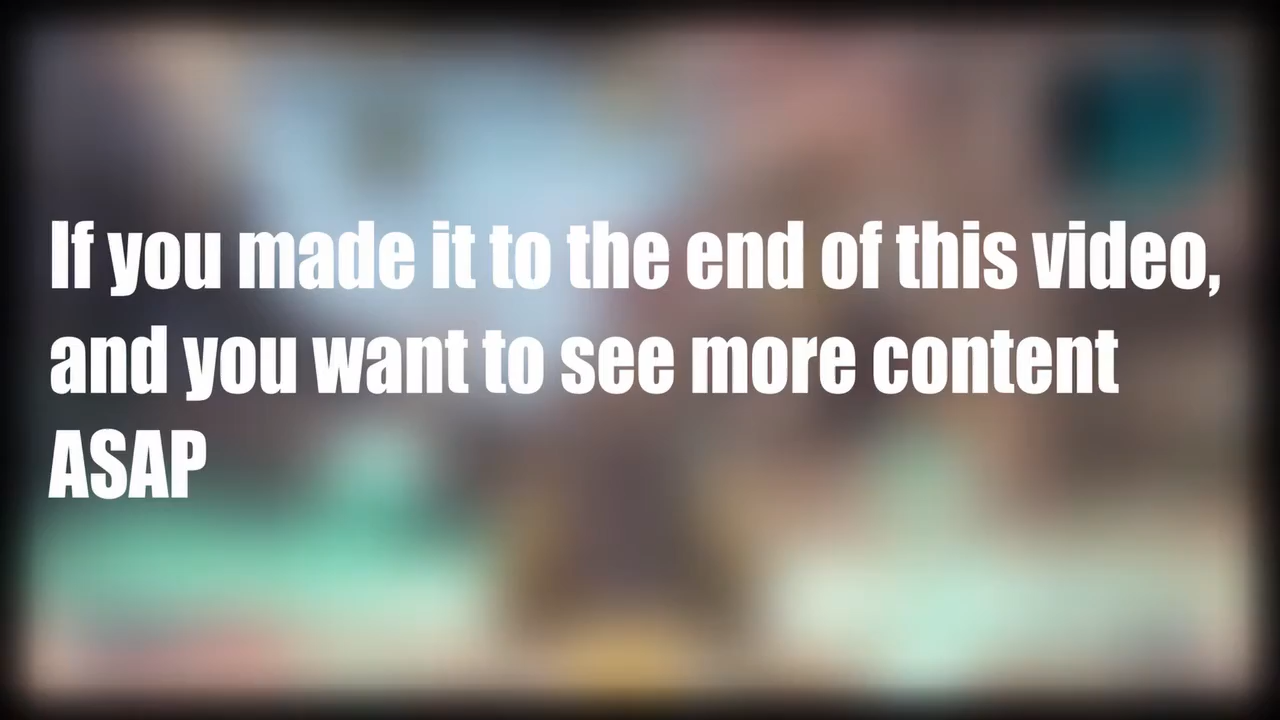 If you made it to the end of this video,
and you want to see more content
ASAP